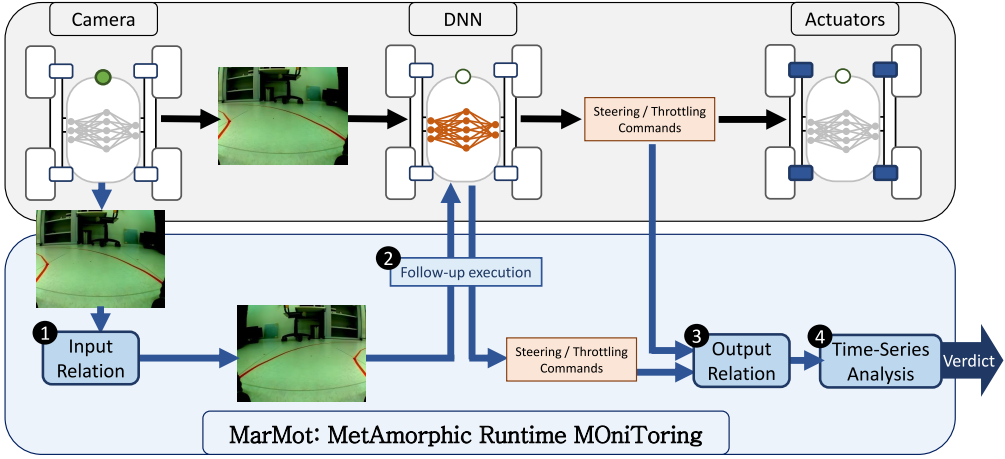 Camera
DNN
Actuators
Steering / Throttling
Commands
2
Follow-up execution
1
Input
Relation
Steering / Throttling
Commands
3
Output
Relation
4
Time-Series
Analysis
Verdict
MarMot: MetAmorphic Runtime MOniToring